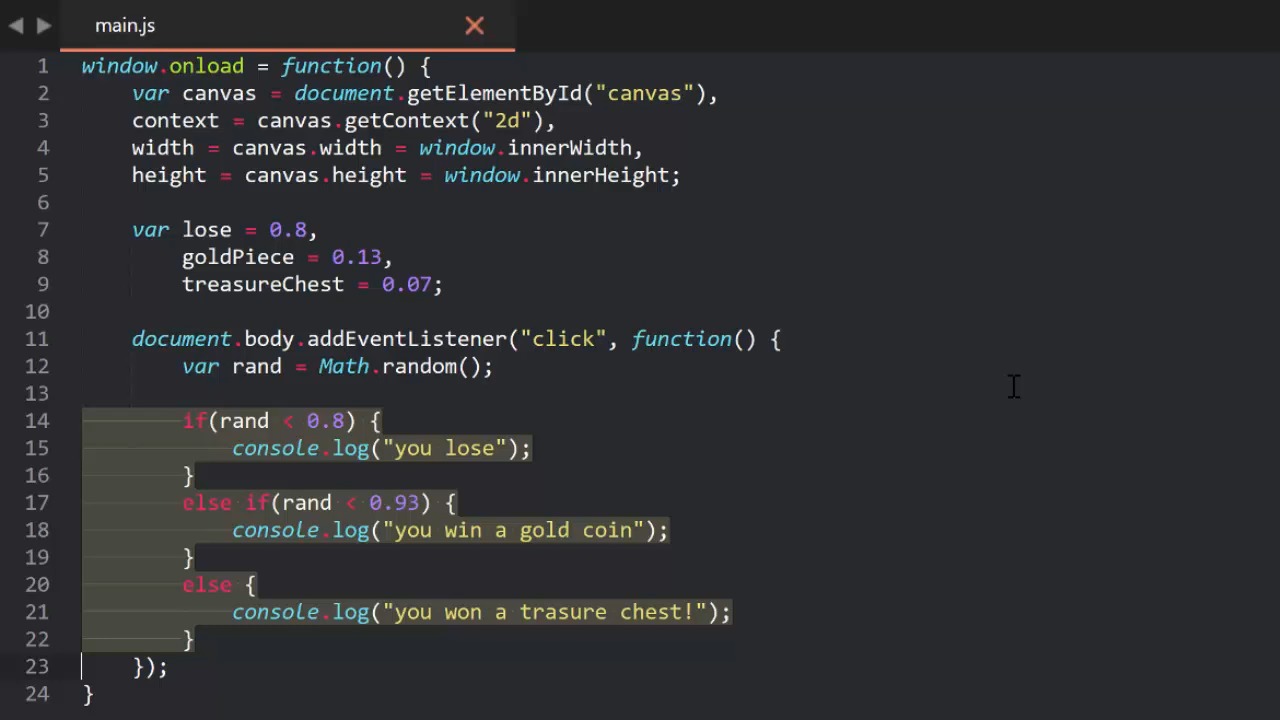 main.js
1 window.onload = function() {
2 var canvas = document.getElementById("canvas"),
3 context = canvas.getContext("2d"),
4 width = canvas.width = window.innerWidth,
5 height = canvas.height = window.innerHeight;
6
7 var lose = 0.8,
8 goldPiece = 0.13,
9 treasureChest = 0.07;
10
11 document.body.addEventListener("click", function() {
12 var rand = Math.random();
13
14 if(rand < 0.8) {
15 console.log("you lose");
16 }
17 else if(rand < 0.93) {
18 console.log("you win a gold coin");
19 }
20 else {
21 console.log("you won a trasure chest!");
22 }
23 });
24 }